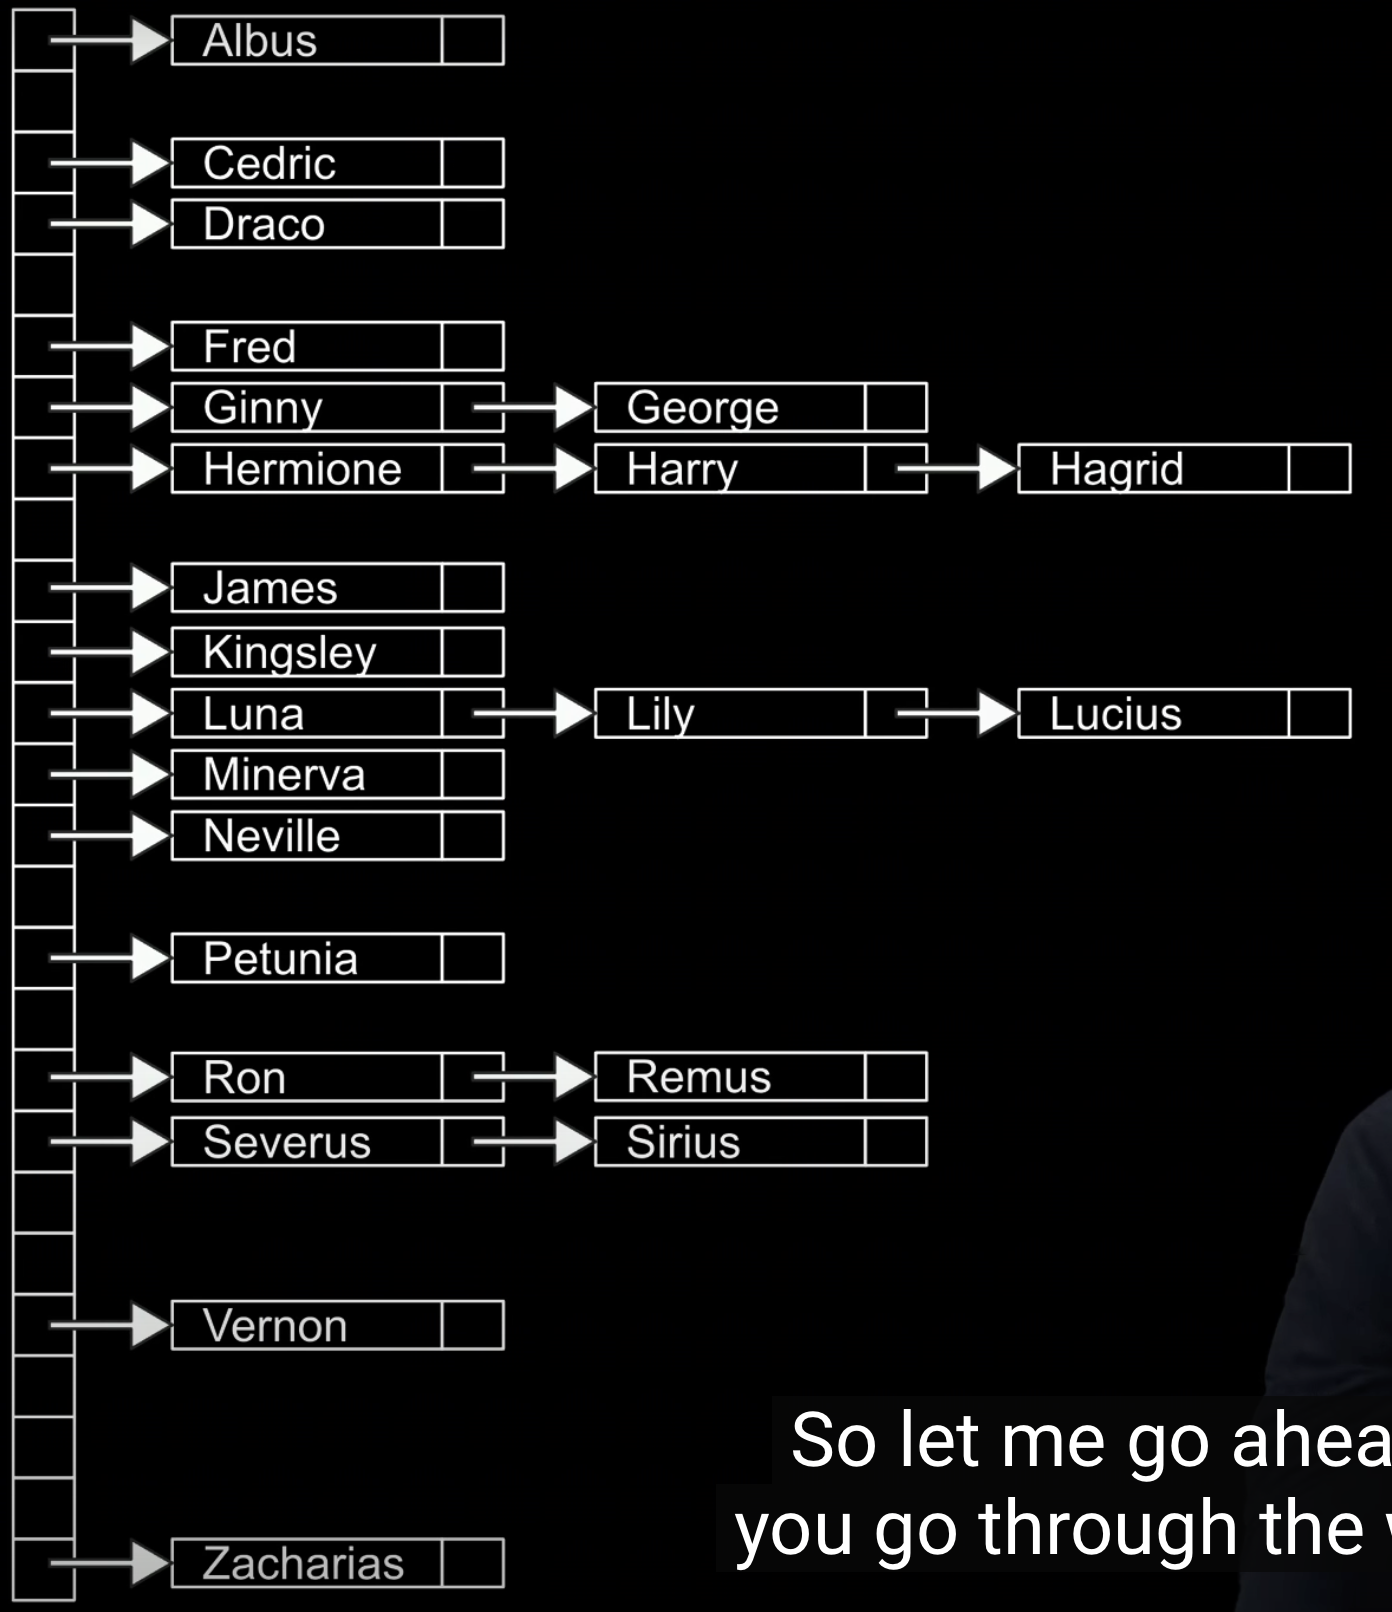 Albus
Cedric
Draco
Fred
Ginny George
Hermione Harry Hagrid
James
Kingsley
Luna Lily Lucius
Minerva
Neville
Petunia
Ron Remus
Severus Sirius
Vernon
So let me go ahea
you go through the
Zacharias